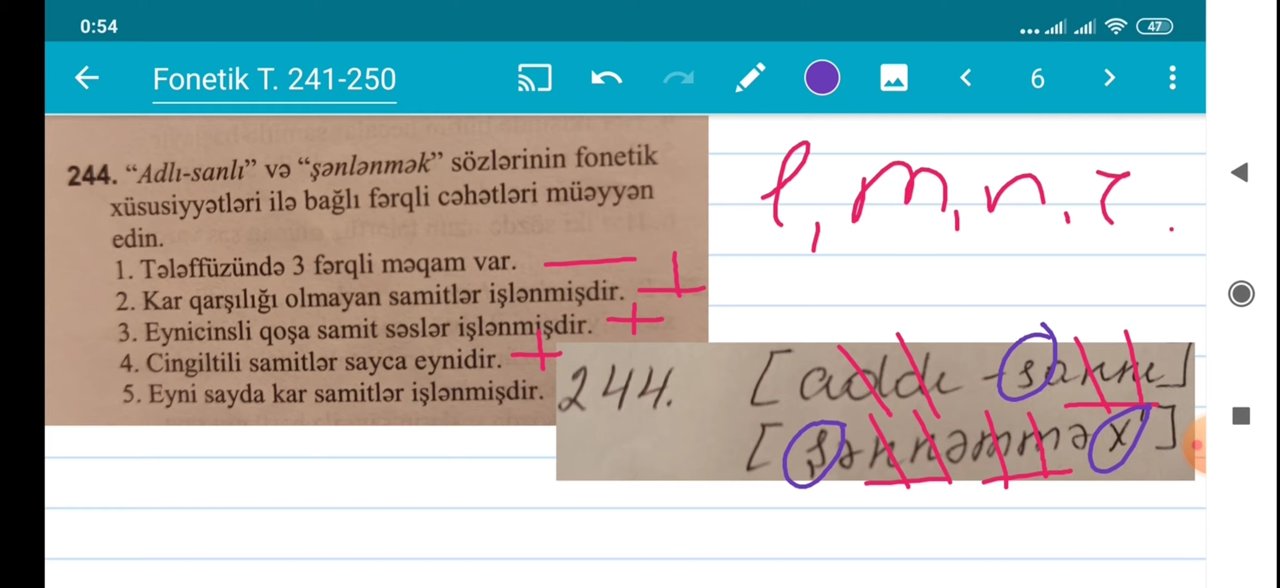 0:54
47
Fonetik T. 241-250
6
244. “Adlı-sanlı” və “şənlənmək” sözlərinin fonetik
xüsusiyyətləri ilə bağlı fərqli cəhətləri müəyyən
edin.
1. Tələffüzündə 3 fərqli məqam var. —
2. Kar qarşılığı olmayan samitlər işlənmişdir. +
3. Eynicinsli qoşa samit səslər işlənmişdir. +
4. Cingiltili samitlər sayca eynidir. +
5. Eyni sayda kar samitlər işlənmişdir.
l, m, n, r.
244. [addı-sannı]
[şənnəmməx']